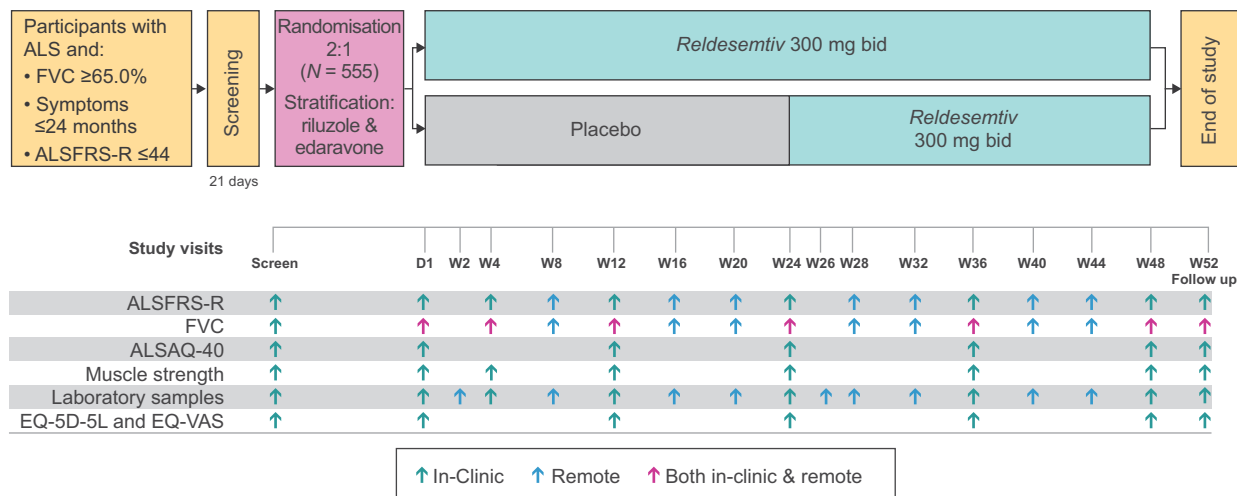 Participants with
ALS and:
• FVC ≥65.0%
• Symptoms
≤24 months
• ALSFRS-R ≤44
Screening
21 days
Randomisation
2:1
(N = 555)
Stratification:
riluzole &
edaravone
Reldesemtiv 300 mg bid
Placebo
Reldesemtiv
300 mg bid
End of study
Study visits
Screen D1 W2 W4 W8 W12 W16 W20 W24 W26 W28 W32 W36 W40 W44 W48 W52
Follow up
ALSFRS-R
FVC
ALSAQ-40
Muscle strength
Laboratory samples
EQ-5D-5L and EQ-VAS
In-Clinic Remote Both in-clinic & remote